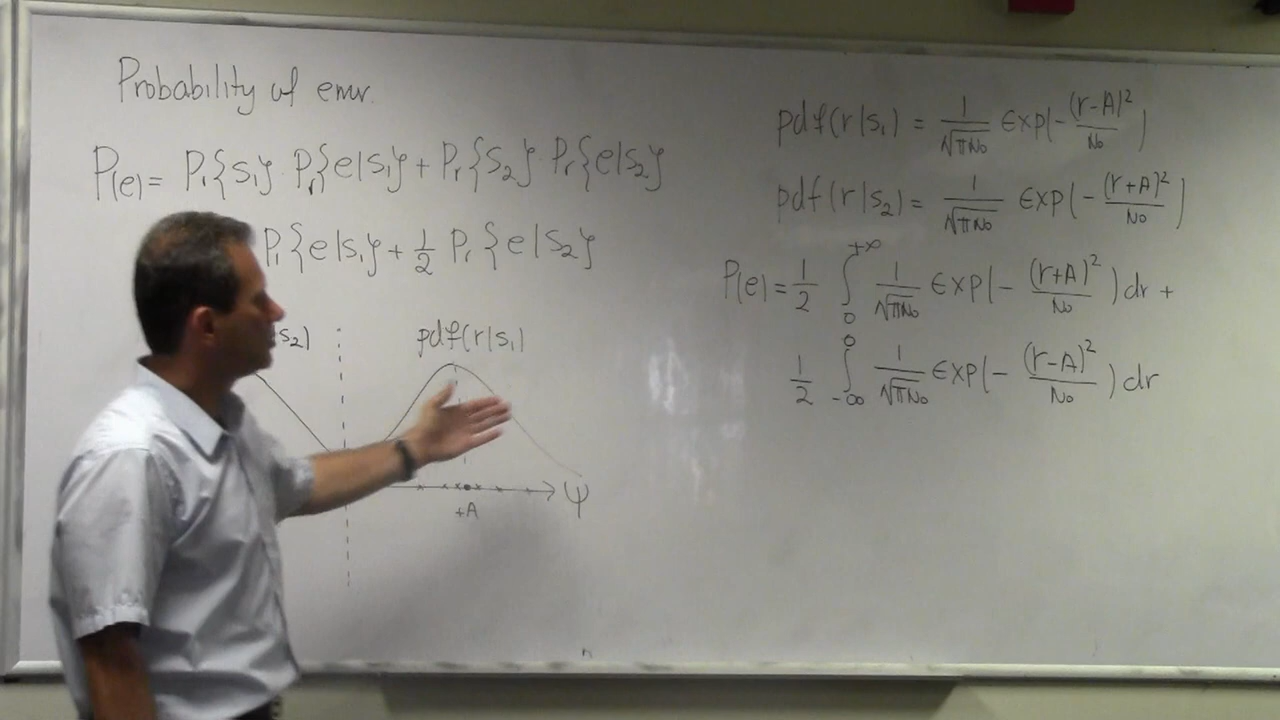 Probability of error.
P(e) = Pr{s₁} Pr{e|s₁} + Pr{s₂} Pr{e|s₂}
Pr{e|s₁} + 1/2 Pr{e|s₂}
s₂)
pdf(r|s₁)
ψ
+A
pdf(r|s₁) = 1/√πN₀ exp(-(r-A)²/N₀)
pdf(r|s₂) = 1/√πN₀ exp(-(r+A)²/N₀)
P(e) = 1/2 ∫₀^{+∞} 1/√πN₀ exp(-(r+A)²/N₀) dr +
1/2 ∫_{-∞}^0 1/√πN₀ exp(-(r-A)²/N₀) dr